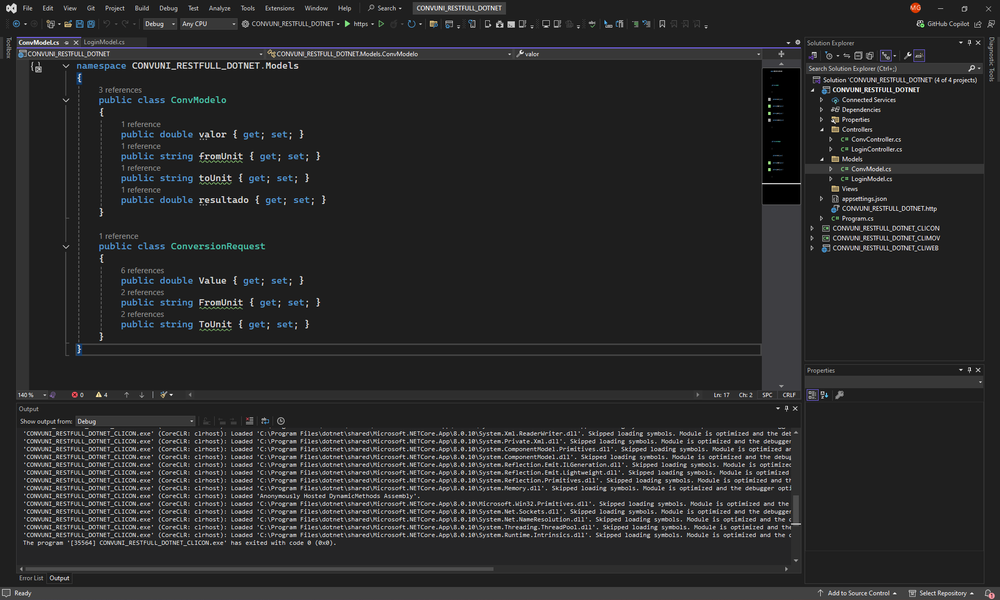 File Edit View Git Project Build Debug Test Analyze Tools Extensions Window Help Search CONVUNI_RESTFULL_DOTNET MG
Debug Any CPU CONVUNI_RESTFULL_DOTNET https GitHub Copilot
Toolbox
ConvModel.cs LoginModel.cs
CONVUNI_RESTFULL_DOTNET CONVUNI_RESTFULL_DOTNET.Models.ConvModelo valor
namespace CONVUNI_RESTFULL_DOTNET.Models
{
3 references
public class ConvModelo
{
1 reference
public double valor { get; set; }
1 reference
public string fromUnit { get; set; }
1 reference
public string toUnit { get; set; }
1 reference
public double resultado { get; set; }
}
1 reference
public class ConversionRequest
{
6 references
public double Value { get; set; }
2 references
public string FromUnit { get; set; }
2 references
public string ToUnit { get; set; }
}
}
140 % 0 4 Ln: 17 Ch: 2 SPC CRLF
Output
Show output from: Debug
'CONVUNI_RESTFULL_DOTNET_CLICON.exe' (CoreCLR: clrhost): Loaded 'C:\Program Files\dotnet\shared\Microsoft.NETCore.App\8.0.10\System.Xml.ReaderWriter.dll'. Skipped loading symbols. Module is optimized and the deb
'CONVUNI_RESTFULL_DOTNET_CLICON.exe' (CoreCLR: clrhost): Loaded 'C:\Program Files\dotnet\shared\Microsoft.NETCore.App\8.0.10\System.Private.Xml.dll'. Skipped loading symbols. Module is optimized and the debugger
'CONVUNI_RESTFULL_DOTNET_CLICON.exe' (CoreCLR: clrhost): Loaded 'C:\Program Files\dotnet\shared\Microsoft.NETCore.App\8.0.10\System.ComponentModel.Primitives.dll'. Skipped loading symbols. Module is optimized an
'CONVUNI_RESTFULL_DOTNET_CLICON.exe' (CoreCLR: clrhost): Loaded 'C:\Program Files\dotnet\shared\Microsoft.NETCore.App\8.0.10\System.ComponentModel.dll'. Skipped loading symbols. Module is optimized and the debug
'CONVUNI_RESTFULL_DOTNET_CLICON.exe' (CoreCLR: clrhost): Loaded 'C:\Program Files\dotnet\shared\Microsoft.NETCore.App\8.0.10\System.Reflection.Emit.ILGeneration.dll'. Skipped loading symbols. Module is optimized
'CONVUNI_RESTFULL_DOTNET_CLICON.exe' (CoreCLR: clrhost): Loaded 'C:\Program Files\dotnet\shared\Microsoft.NETCore.App\8.0.10\System.Reflection.Emit.Lightweight.dll'. Skipped loading symbols. Module is optimized
'CONVUNI_RESTFULL_DOTNET_CLICON.exe' (CoreCLR: clrhost): Loaded 'C:\Program Files\dotnet\shared\Microsoft.NETCore.App\8.0.10\System.Reflection.Primitives.dll'. Skipped loading symbols. Module is optimized and th
'CONVUNI_RESTFULL_DOTNET_CLICON.exe' (CoreCLR: clrhost): Loaded 'C:\Program Files\dotnet\shared\Microsoft.NETCore.App\8.0.10\System.Memory.dll'. Skipped loading symbols. Module is optimized and the debugger opti
'CONVUNI_RESTFULL_DOTNET_CLICON.exe' (CoreCLR: clrhost): Loaded 'Anonymously Hosted DynamicMethods Assembly'.
'CONVUNI_RESTFULL_DOTNET_CLICON.exe' (CoreCLR: clrhost): Loaded 'C:\Program Files\dotnet\shared\Microsoft.NETCore.App\8.0.10\Microsoft.Win32.Primitives.dll'. Skipped loading symbols. Module is optimized and the
'CONVUNI_RESTFULL_DOTNET_CLICON.exe' (CoreCLR: clrhost): Loaded 'C:\Program Files\dotnet\shared\Microsoft.NETCore.App\8.0.10\System.Net.Sockets.dll'. Skipped loading symbols. Module is optimized and the debugger
'CONVUNI_RESTFULL_DOTNET_CLICON.exe' (CoreCLR: clrhost): Loaded 'C:\Program Files\dotnet\shared\Microsoft.NETCore.App\8.0.10\System.Net.NameResolution.dll'. Skipped loading symbols. Module is optimized and the d
'CONVUNI_RESTFULL_DOTNET_CLICON.exe' (CoreCLR: clrhost): Loaded 'C:\Program Files\dotnet\shared\Microsoft.NETCore.App\8.0.10\System.Threading.ThreadPool.dll'. Skipped loading symbols. Module is optimized and the
'CONVUNI_RESTFULL_DOTNET_CLICON.exe' (CoreCLR: clrhost): Loaded 'C:\Program Files\dotnet\shared\Microsoft.NETCore.App\8.0.10\System.Runtime.Intrinsics.dll'. Skipped loading symbols. Module is optimized and the d
The program '[35564] CONVUNI_RESTFULL_DOTNET_CLICON.exe' has exited with code 0 (0x0).
Error List Output
Solution Explorer
Search Solution Explorer (Ctrl+;)
Solution 'CONVUNI_RESTFULL_DOTNET' (4 of 4 projects)
CONVUNI_RESTFULL_DOTNET
Connected Services
Dependencies
Properties
Controllers
C# ConvController.cs
C# LoginController.cs
Models
C# ConvModel.cs
C# LoginModel.cs
Views
appsettings.json
CONVUNI_RESTFULL_DOTNET.http
C# Program.cs
C# CONVUNI_RESTFULL_DOTNET_CLICON
C# CONVUNI_RESTFULL_DOTNET_CLIMOV
CONVUNI_RESTFULL_DOTNET_CLIWEB
Properties
Diagnostic Tools
Ready Add to Source Control Select Repository 1